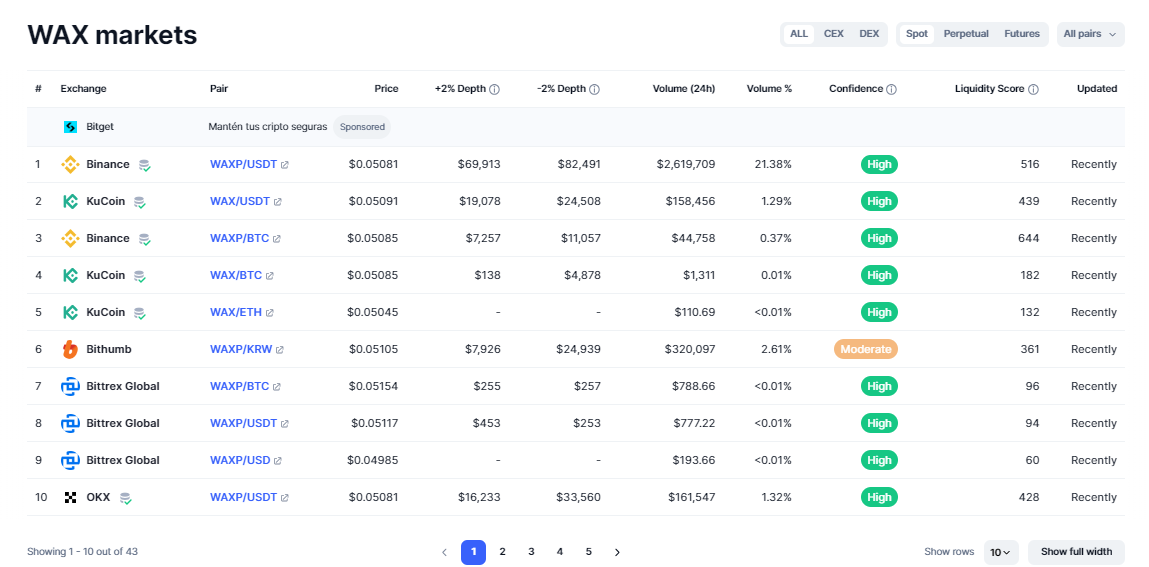 WAX markets
ALL CEX DEX Spot Perpetual Futures All pairs
# Exchange Pair Price +2% Depth -2% Depth Volume (24h) Volume % Confidence Liquidity Score Updated
Bitget Mantén tus cripto seguras Sponsored
1 Binance WAXP/USDT $0.05081 $69,913 $82,491 $2,619,709 21.38% High 516 Recently
2 KuCoin WAX/USDT $0.05091 $19,078 $24,508 $158,456 1.29% High 439 Recently
3 Binance WAXP/BTC $0.05085 $7,257 $11,057 $44,758 0.37% High 644 Recently
4 KuCoin WAX/BTC $0.05085 $138 $4,878 $1,311 0.01% High 182 Recently
5 KuCoin WAX/ETH $0.05045 - - $110.69 <0.01% High 132 Recently
6 Bithumb WAXP/KRW $0.05105 $7,926 $24,939 $320,097 2.61% Moderate 361 Recently
7 Bittrex Global WAXP/BTC $0.05154 $255 $257 $788.66 <0.01% High 96 Recently
8 Bittrex Global WAXP/USDT $0.05117 $453 $253 $777.22 <0.01% High 94 Recently
9 Bittrex Global WAXP/USD $0.04985 - - $193.66 <0.01% High 60 Recently
10 OKX WAXP/USDT $0.05081 $16,233 $33,560 $161,547 1.32% High 428 Recently
Showing 1 - 10 out of 43 1 2 3 4 5 Show rows 10 Show full width